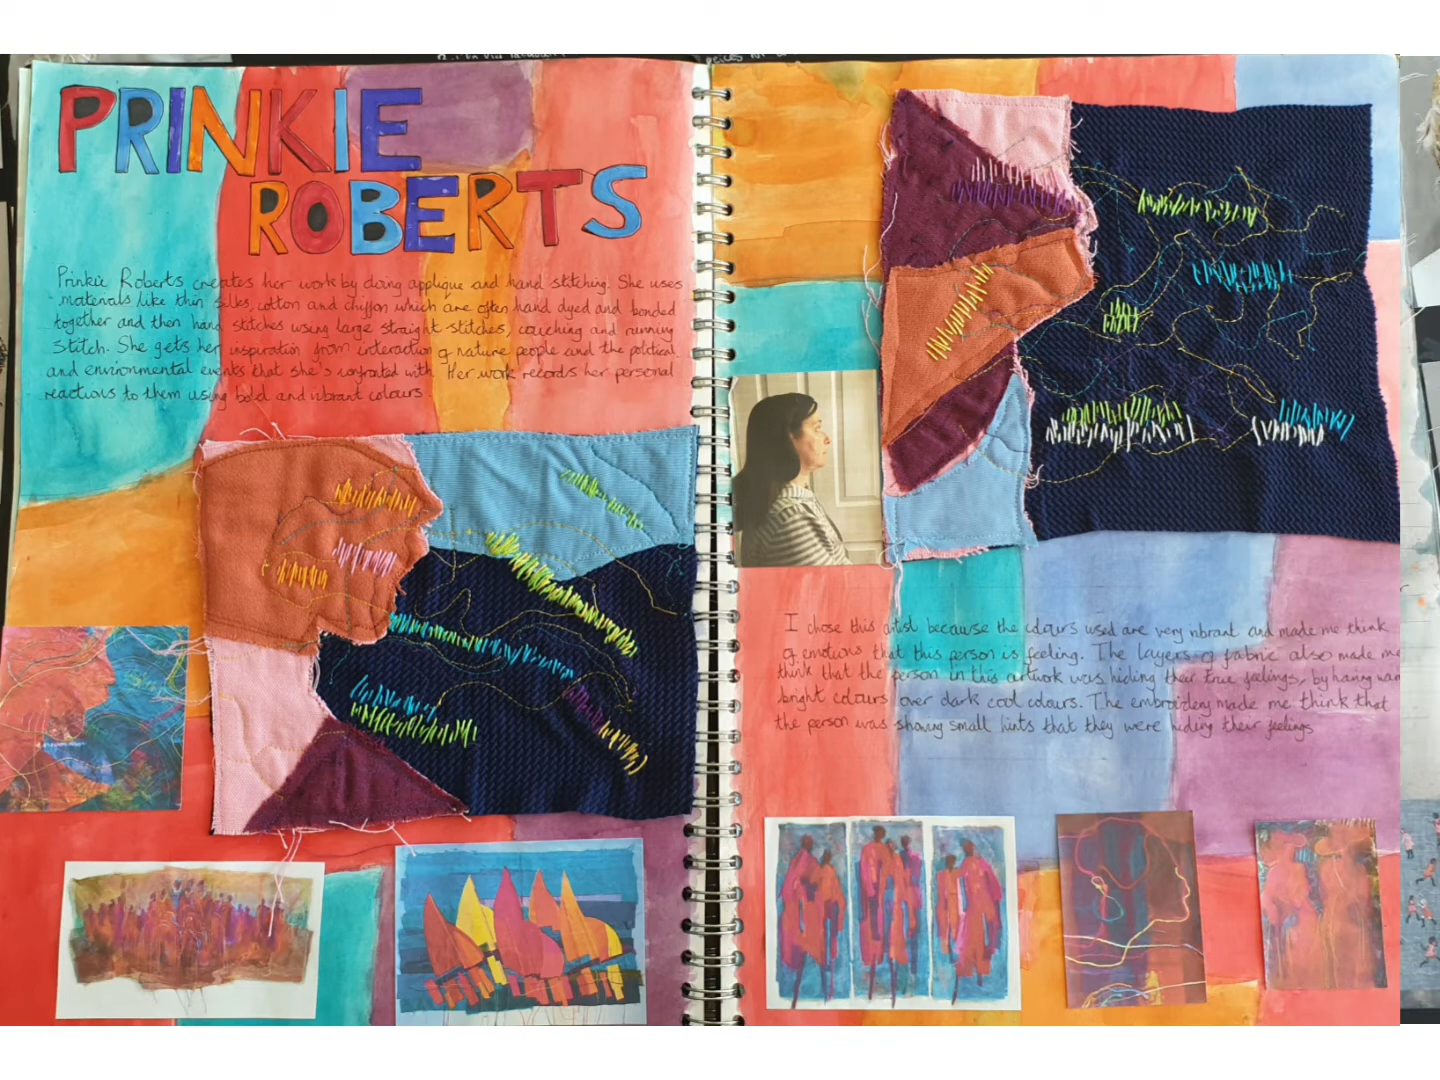 PRINKIE
ROBERTS
Prinkie Roberts creates her work by doing applique and hand stitching. She uses
materials like thin silks, cotton and chiffon which are often hand dyed and bonded
together and then hand stitches using large straight stitches, couching and running
stitch. She gets her inspiration from interaction of nature people and the political
and environmental events that she's confronted with. Her work records her personal
reactions to them using bold and vibrant colours.
I chose this artist because the colours used are very vibrant and made me think
of emotions that this person is feeling. The layers of fabric also made me
think that the person in this artwork was hiding their true feelings, by having
bright colours over dark cool colours. The embroidery made me think that
the person was showing small hints that they were hiding their feelings